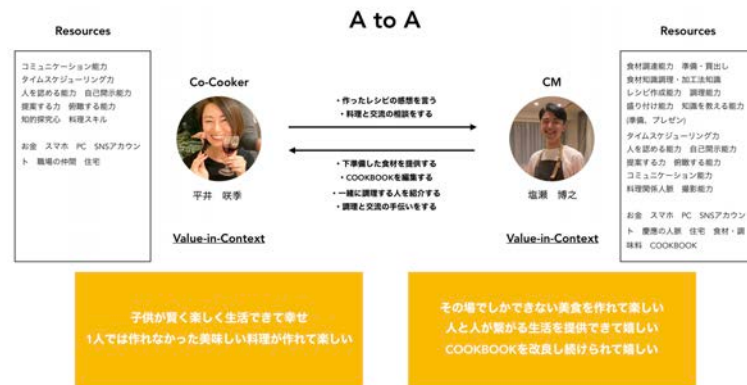 A to A
Resources
コミュニケーション能力
タイムスケジューリング力
人を認める能力 自己開示能力
提案する力 俯瞰する能力
知的探究心 料理スキル
お金 スマホ PC SNSアカウン
ト 職場の仲間 住宅
Co-Cooker
平井 咲季
Value-in-Context
・作ったレシピの感想を言う
・料理と交流の相談をする
・下準備した食材を提供する
・COOKBOOKを編集する
・一緒に調理する人を紹介する
・調理と交流の手伝いをする
CM
塩瀬 博之
Value-in-Context
Resources
食材調達能力 準備・買出し
食材知識調理・加工法知識
レシピ作成能力 調理能力
盛り付け能力 知識を教える能力
(準備、プレゼン)
タイムスケジューリング力
人を認める能力 自己開示能力
提案する力 俯瞰する能力
コミュニケーション能力
料理関係人脈 撮影能力
お金 スマホ PC SNSアカウン
ト 慶應の人脈 住宅 食材・調
味料 COOKBOOK
子供が賢く楽しく生活できて幸せ
1人では作れなかった美味しい料理が作れて楽しい
その場でしかできない美食を作れて楽しい
人と人が繋がる生活を提供できて嬉しい
COOKBOOKを改良し続けられて嬉しい